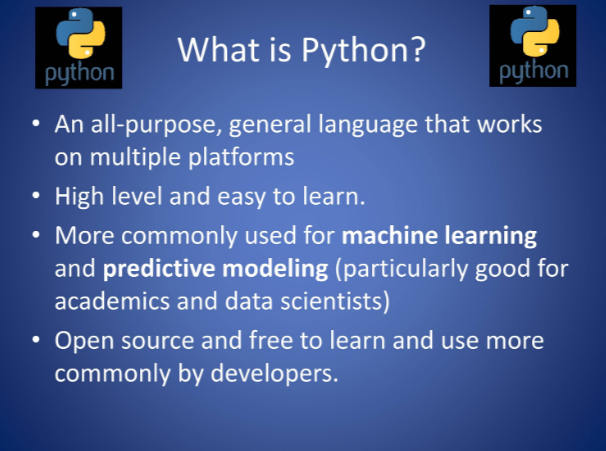 python
What is Python?
python
• An all-purpose, general language that works
on multiple platforms
• High level and easy to learn.
• More commonly used for machine learning
and predictive modeling (particularly good for
academics and data scientists)
• Open source and free to learn and use more
commonly by developers.